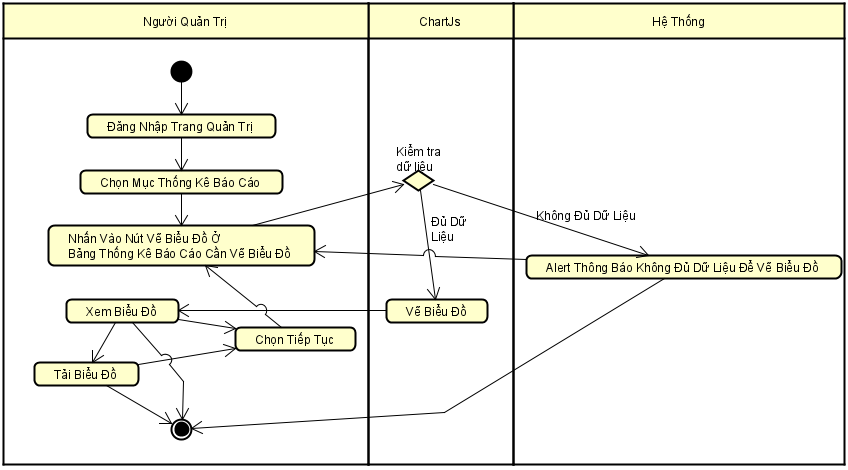 Người Quản Trị
ChartJs
Hệ Thống
Đăng Nhập Trang Quản Trị
Chọn Mục Thống Kê Báo Cáo
Kiểm tra
dữ liệu
Nhấn Vào Nút Vẽ Biểu Đồ Ở
Bảng Thống Kê Báo Cáo Cần Vẽ Biểu Đồ
Đủ Dữ
Liệu
Không Đủ Dữ Liệu
Alert Thông Báo Không Đủ Dữ Liệu Để Vẽ Biểu Đồ
Xem Biểu Đồ
Vẽ Biểu Đồ
Chọn Tiếp Tục
Tải Biểu Đồ